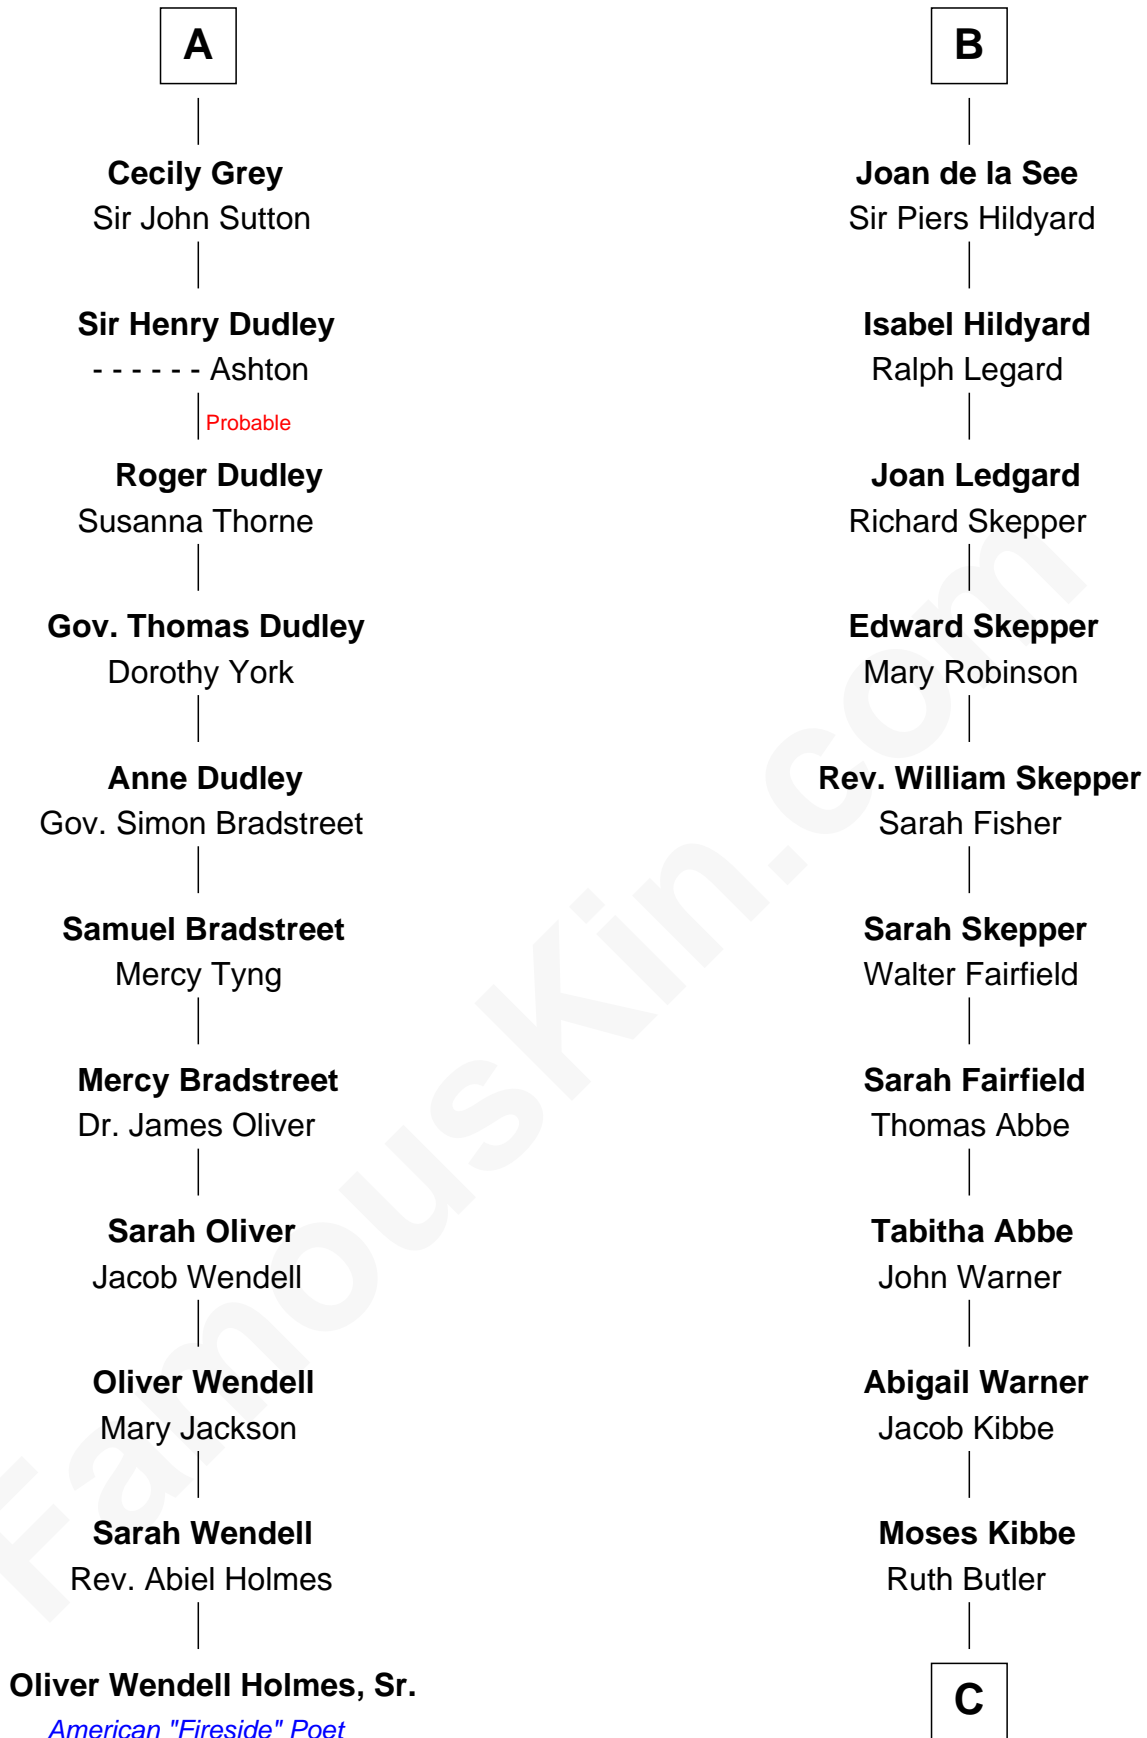 A
Cecily Grey
Sir John Sutton
Sir Henry Dudley
- - - - - - Ashton
Probable
Roger Dudley
Susanna Thorne
Gov. Thomas Dudley
Dorothy York
Anne Dudley
Gov. Simon Bradstreet
Samuel Bradstreet
Mercy Tyng
Mercy Bradstreet
Dr. James Oliver
Sarah Oliver
Jacob Wendell
Oliver Wendell
Mary Jackson
Sarah Wendell
Rev. Abiel Holmes
Oliver Wendell Holmes, Sr.
American "Fireside" Poet
B
Joan de la See
Sir Piers Hildyard
Isabel Hildyard
Ralph Legard
Joan Ledgard
Richard Skepper
Edward Skepper
Mary Robinson
Rev. William Skepper
Sarah Fisher
Sarah Skepper
Walter Fairfield
Sarah Fairfield
Thomas Abbe
Tabitha Abbe
John Warner
Abigail Warner
Jacob Kibbe
Moses Kibbe
Ruth Butler
C
FamousKin.com